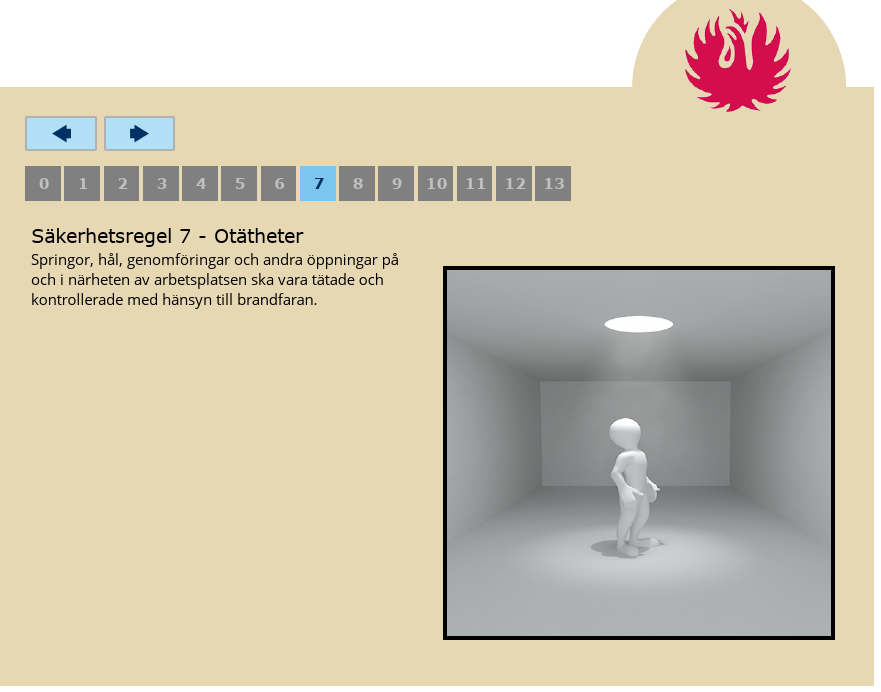 0 1 2 3 4 5 6 7 8 9 10 11 12 13
Säkerhetsregel 7 - Otätheter
Springor, hål, genomföringar och andra öppningar på
och i närheten av arbetsplatsen ska vara tätade och
kontrollerade med hänsyn till brandfaran.